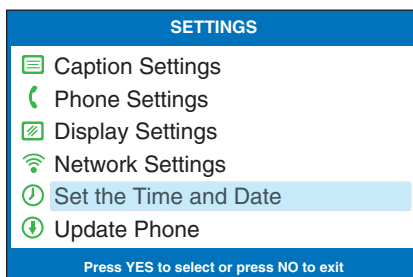 SETTINGS
Caption Settings
Phone Settings
Display Settings
Network Settings
Set the Time and Date
Update Phone
Press YES to select or press NO to exit